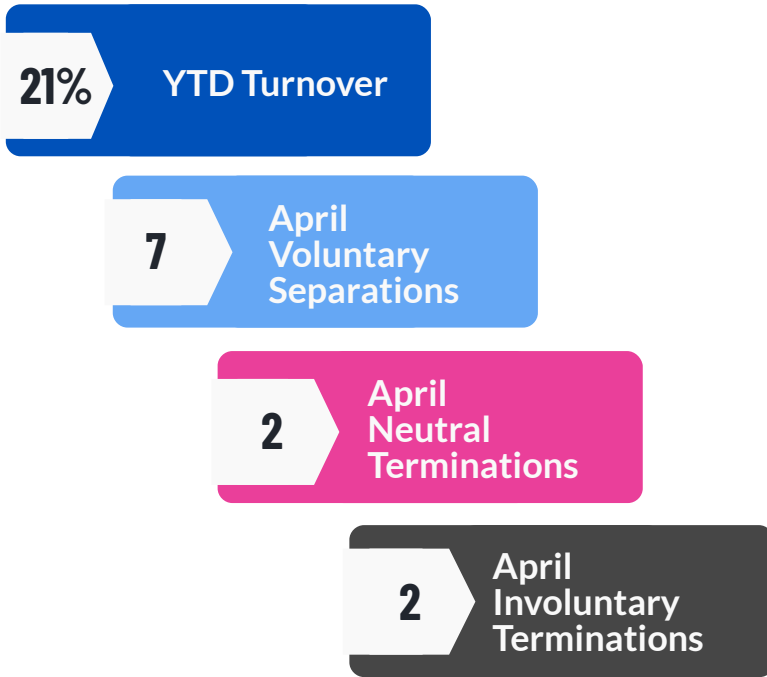 21%
YTD Turnover
7
April
Voluntary
Separations
2
April
Neutral
Terminations
2
April
Involuntary
Terminations